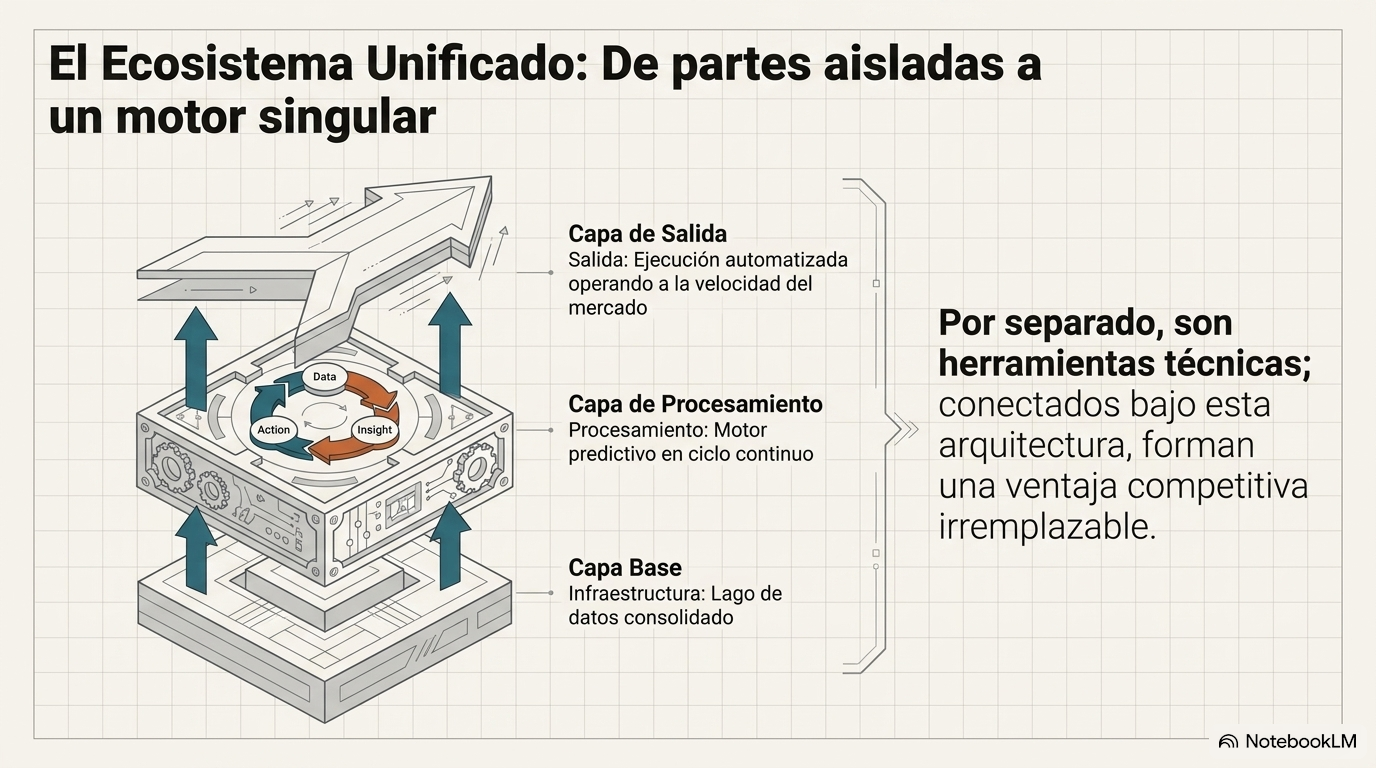 El Ecosistema Unificado: De partes aisladas a
un motor singular
Data
Action
Insight
Capa de Salida
Salida: Ejecución automatizada
operando a la velocidad del
mercado
Capa de Procesamiento
Procesamiento: Motor
predictivo en ciclo continuo
Capa Base
Infraestructura: Lago de
datos consolidado
Por separado, son
herramientas técnicas;
conectados bajo esta
arquitectura, forman
una ventaja competitiva
irremplazable.
NotebookLM